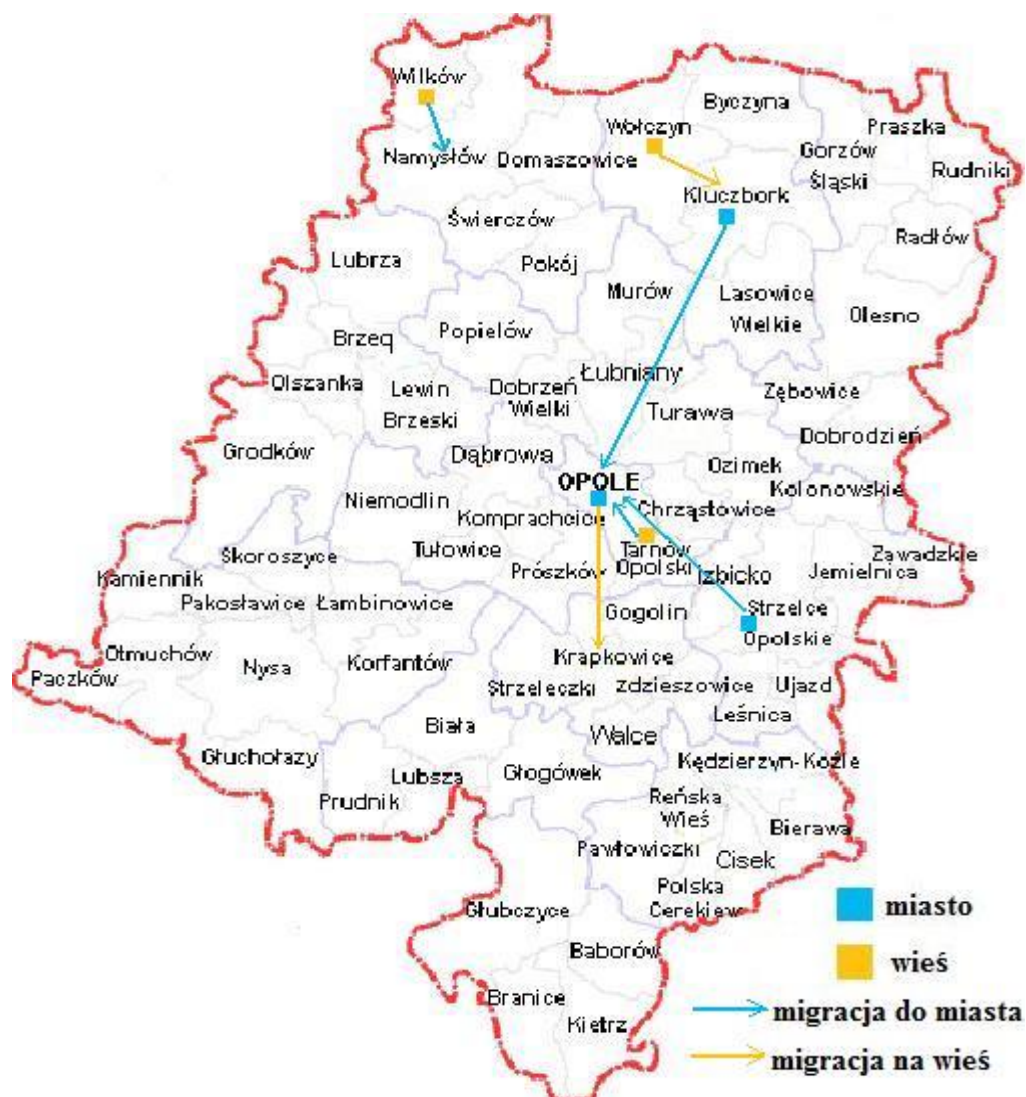 Wilków
Byczyna
Wołczyn
Praszka
Namysłów
Domaszowice
Gorzów
Śląski
Rudniki
Kluczbork
Świerczów
Radłów
Lubrza
Pokój
Murów
Lasowice
Wielkie
Olesno
Brzeg
Popielów
Olszanka
Lewin
Brzeski
Dobrzeń
Wielki
Łubniany
Turawa
Zębowice
Dobrodzień
Grodków
Dąbrowa
Ozimek
OPOLE
Kolonowskie
Niemodlin
Komprachcice
Chrząstowice
Skoroszyce
Tułowice
Prószków
Tarnów
Opolski
Izbicko
Jemielnica
Zawadzkie
Kamiennik
Pakosławice
Łambinowice
Gogolin
Strzelce
Opolskie
Otmuchów
Paczków
Nysa
Korfantów
Krapkowice
Strzeleczki
Zdzieszowice
Ujazd
Leśnica
Biała
Walce
Głuchołazy
Lubsza
Głogówek
Kędzierzyn-Koźle
Prudnik
Reńska
Wieś
Bierawa
Pawłowiczki
Cisek
Polska
Cerekiew
Głubczyce
miasto
Baborów
wieś
Branice
Kietrz
migracja do miasta
migracja na wieś